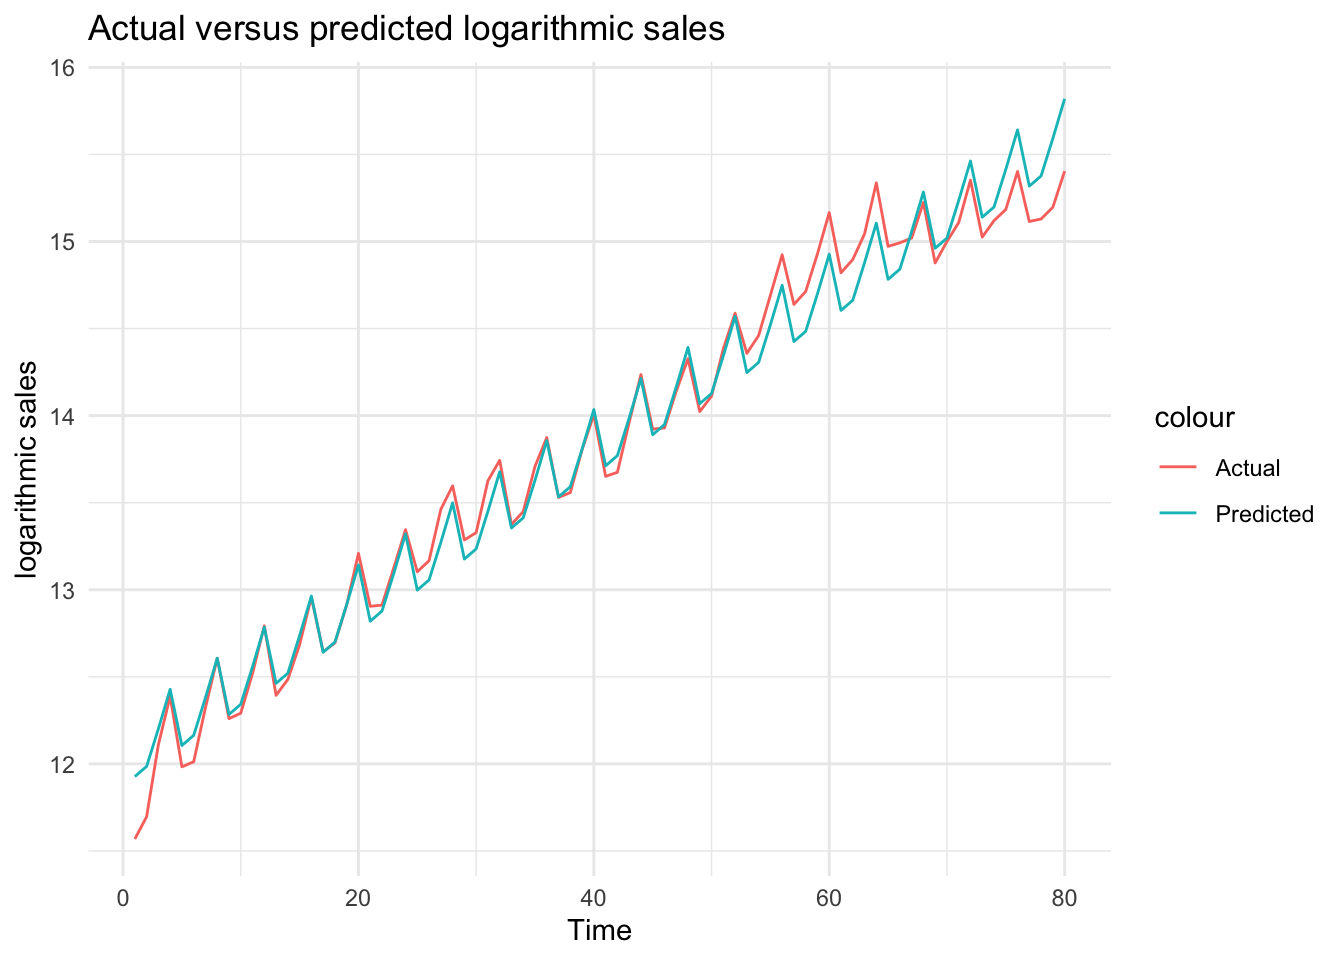 Actual versus predicted logarithmic sales
16
15
14
13
12
logarithmic sales
0 20 40 60 80
Time
colour
Actual
Predicted